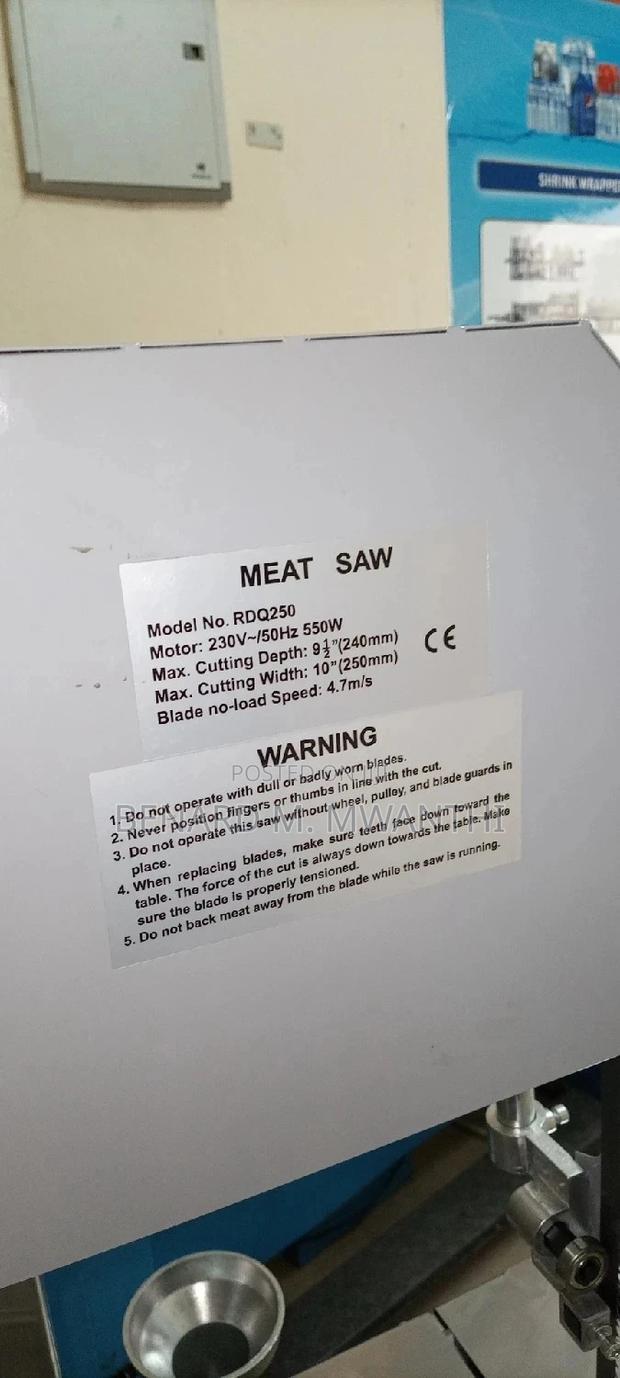 SHRINK WRAPPE
MEAT SAW
Model No. RDQ250
Motor: 230V~/50Hz 550W
Max. Cutting Depth: 9½"(240mm)
Max. Cutting Width: 10"(250mm)
Blade no-load Speed: 4.7m/s
CE
WARNING
POSTED ON
1. Do not operate with dull or badly worn blades.
2. Never position fingers or thumbs in line with the cut.
BENARD M. MWANTHI
3. Do not operate this saw without wheel, pulley, and blade guards in
place.
4. When replacing blades, make sure teeth face down toward the
table. The force of the cut is always down towards the table. Make
sure the blade is properly tensioned.
5. Do not back meat away from the blade while the saw is running.